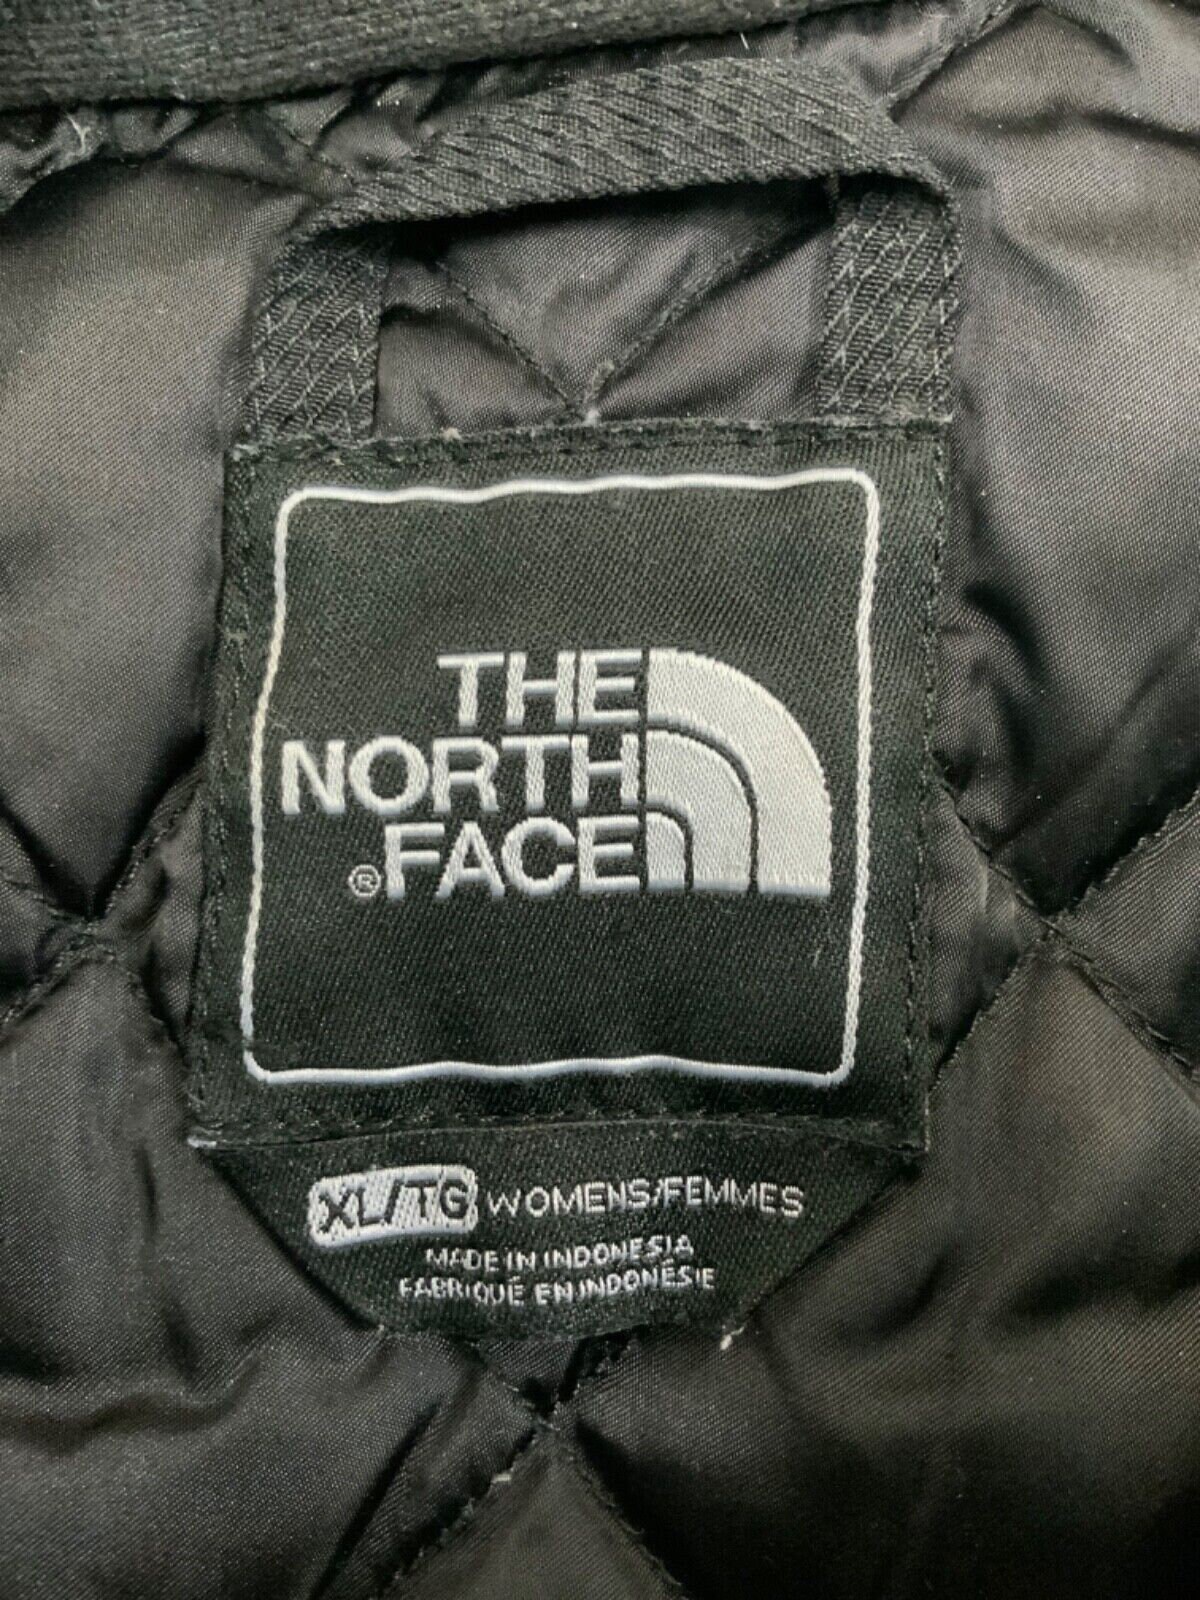 THE
NORTH
®FACE
XL/TG WOMENS/FEMMES
MADE IN INDONESIA
FABRIQUÉ EN INDONÉSIE